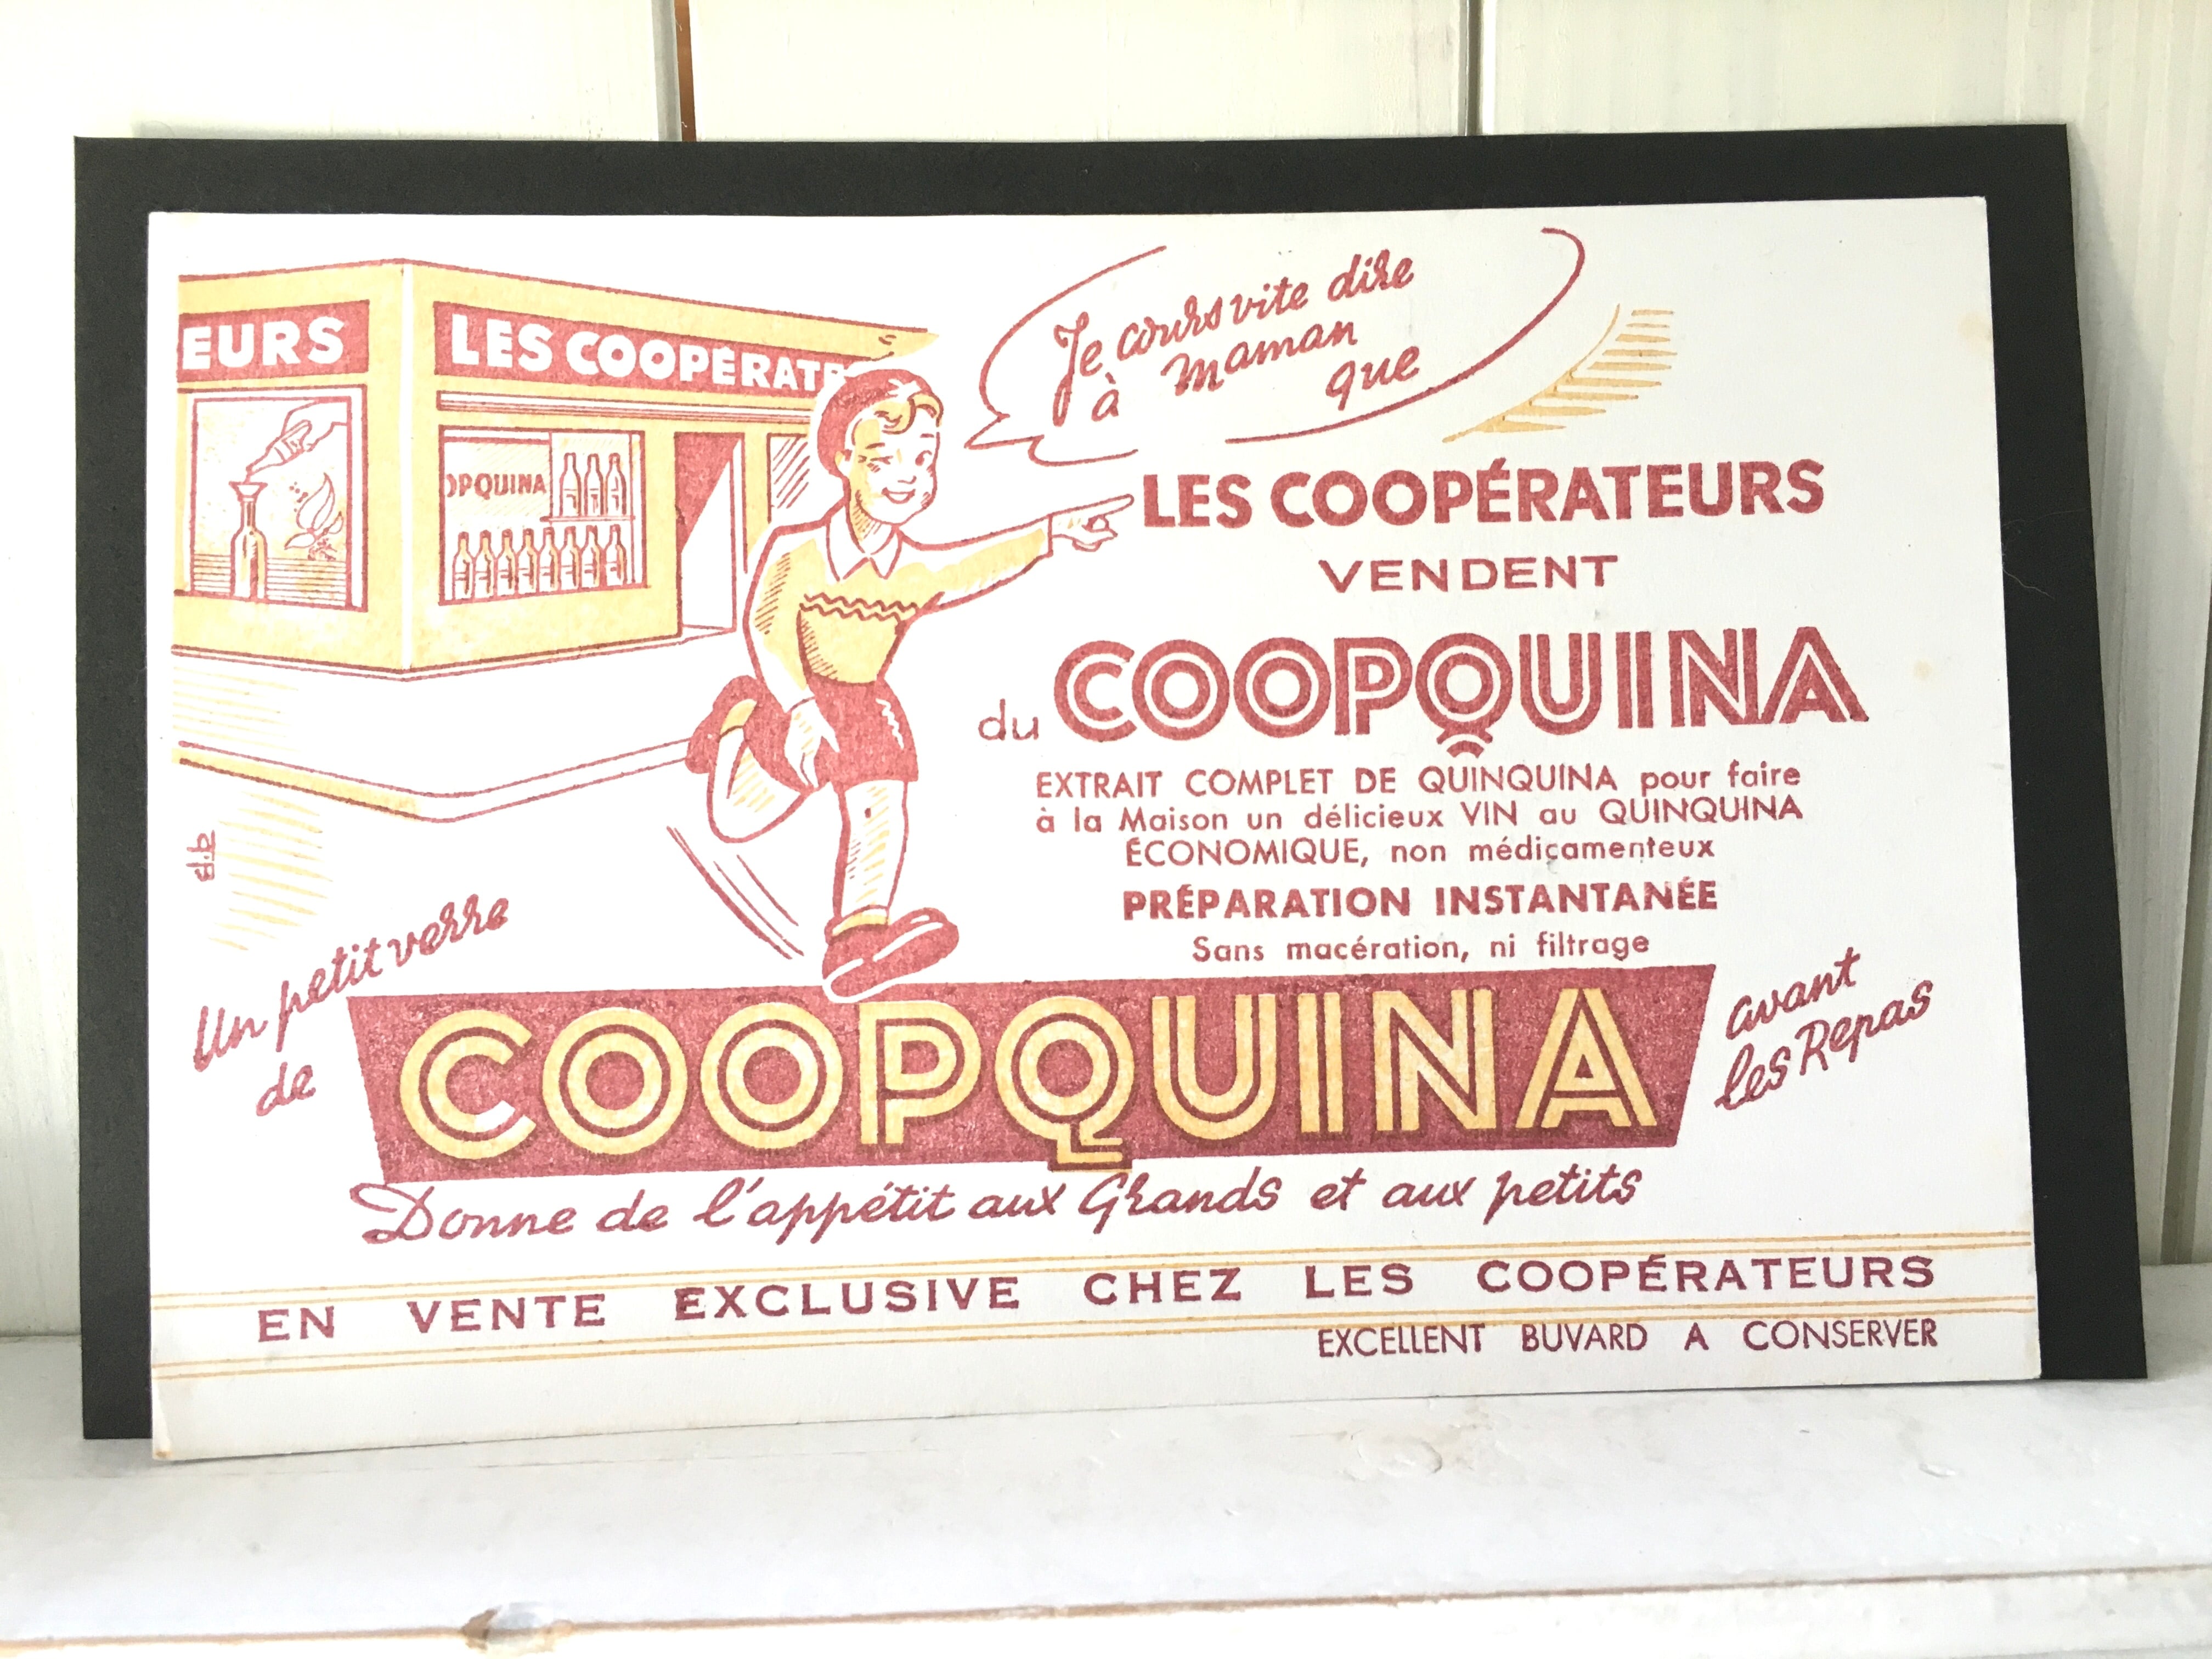 EURS
LES COOPÉRATE
OPQUINA
Je cours vite dire
à Maman
que
LES COOPÉRATEURS
VENDENT
du COOPQUINA
EXTRAIT COMPLET DE QUINQUINA pour faire
à la Maison un délicieux VIN au QUINQUINA
ÉCONOMIQUE, non médicamenteux
PRÉPARATION INSTANTANÉE
Sans macération, ni filtrage
Un petit verre
de
COOPQUINA
avant
les Repas
Donne de l'appétit aux Grands et aux petits
EN VENTE EXCLUSIVE CHEZ LES COOPÉRATEURS
EXCELLENT BUVARD A CONSERVER